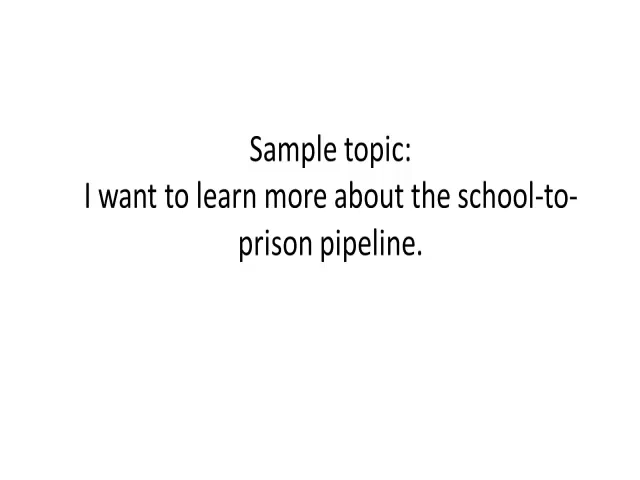 Sample topic:
I want to learn more about the school-to-
prison pipeline.